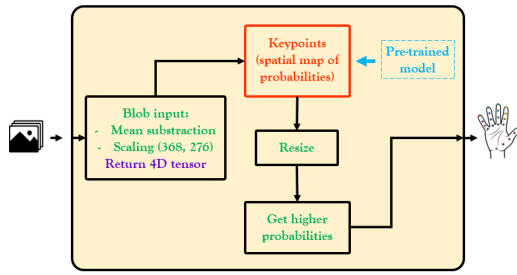 Keypoints
(spatial map of
probabilities)
Pre-trained
model
Blob input:
- Mean substraction
- Scaling (368, 276)
Return 4D tensor
Resize
Get higher
probabilities